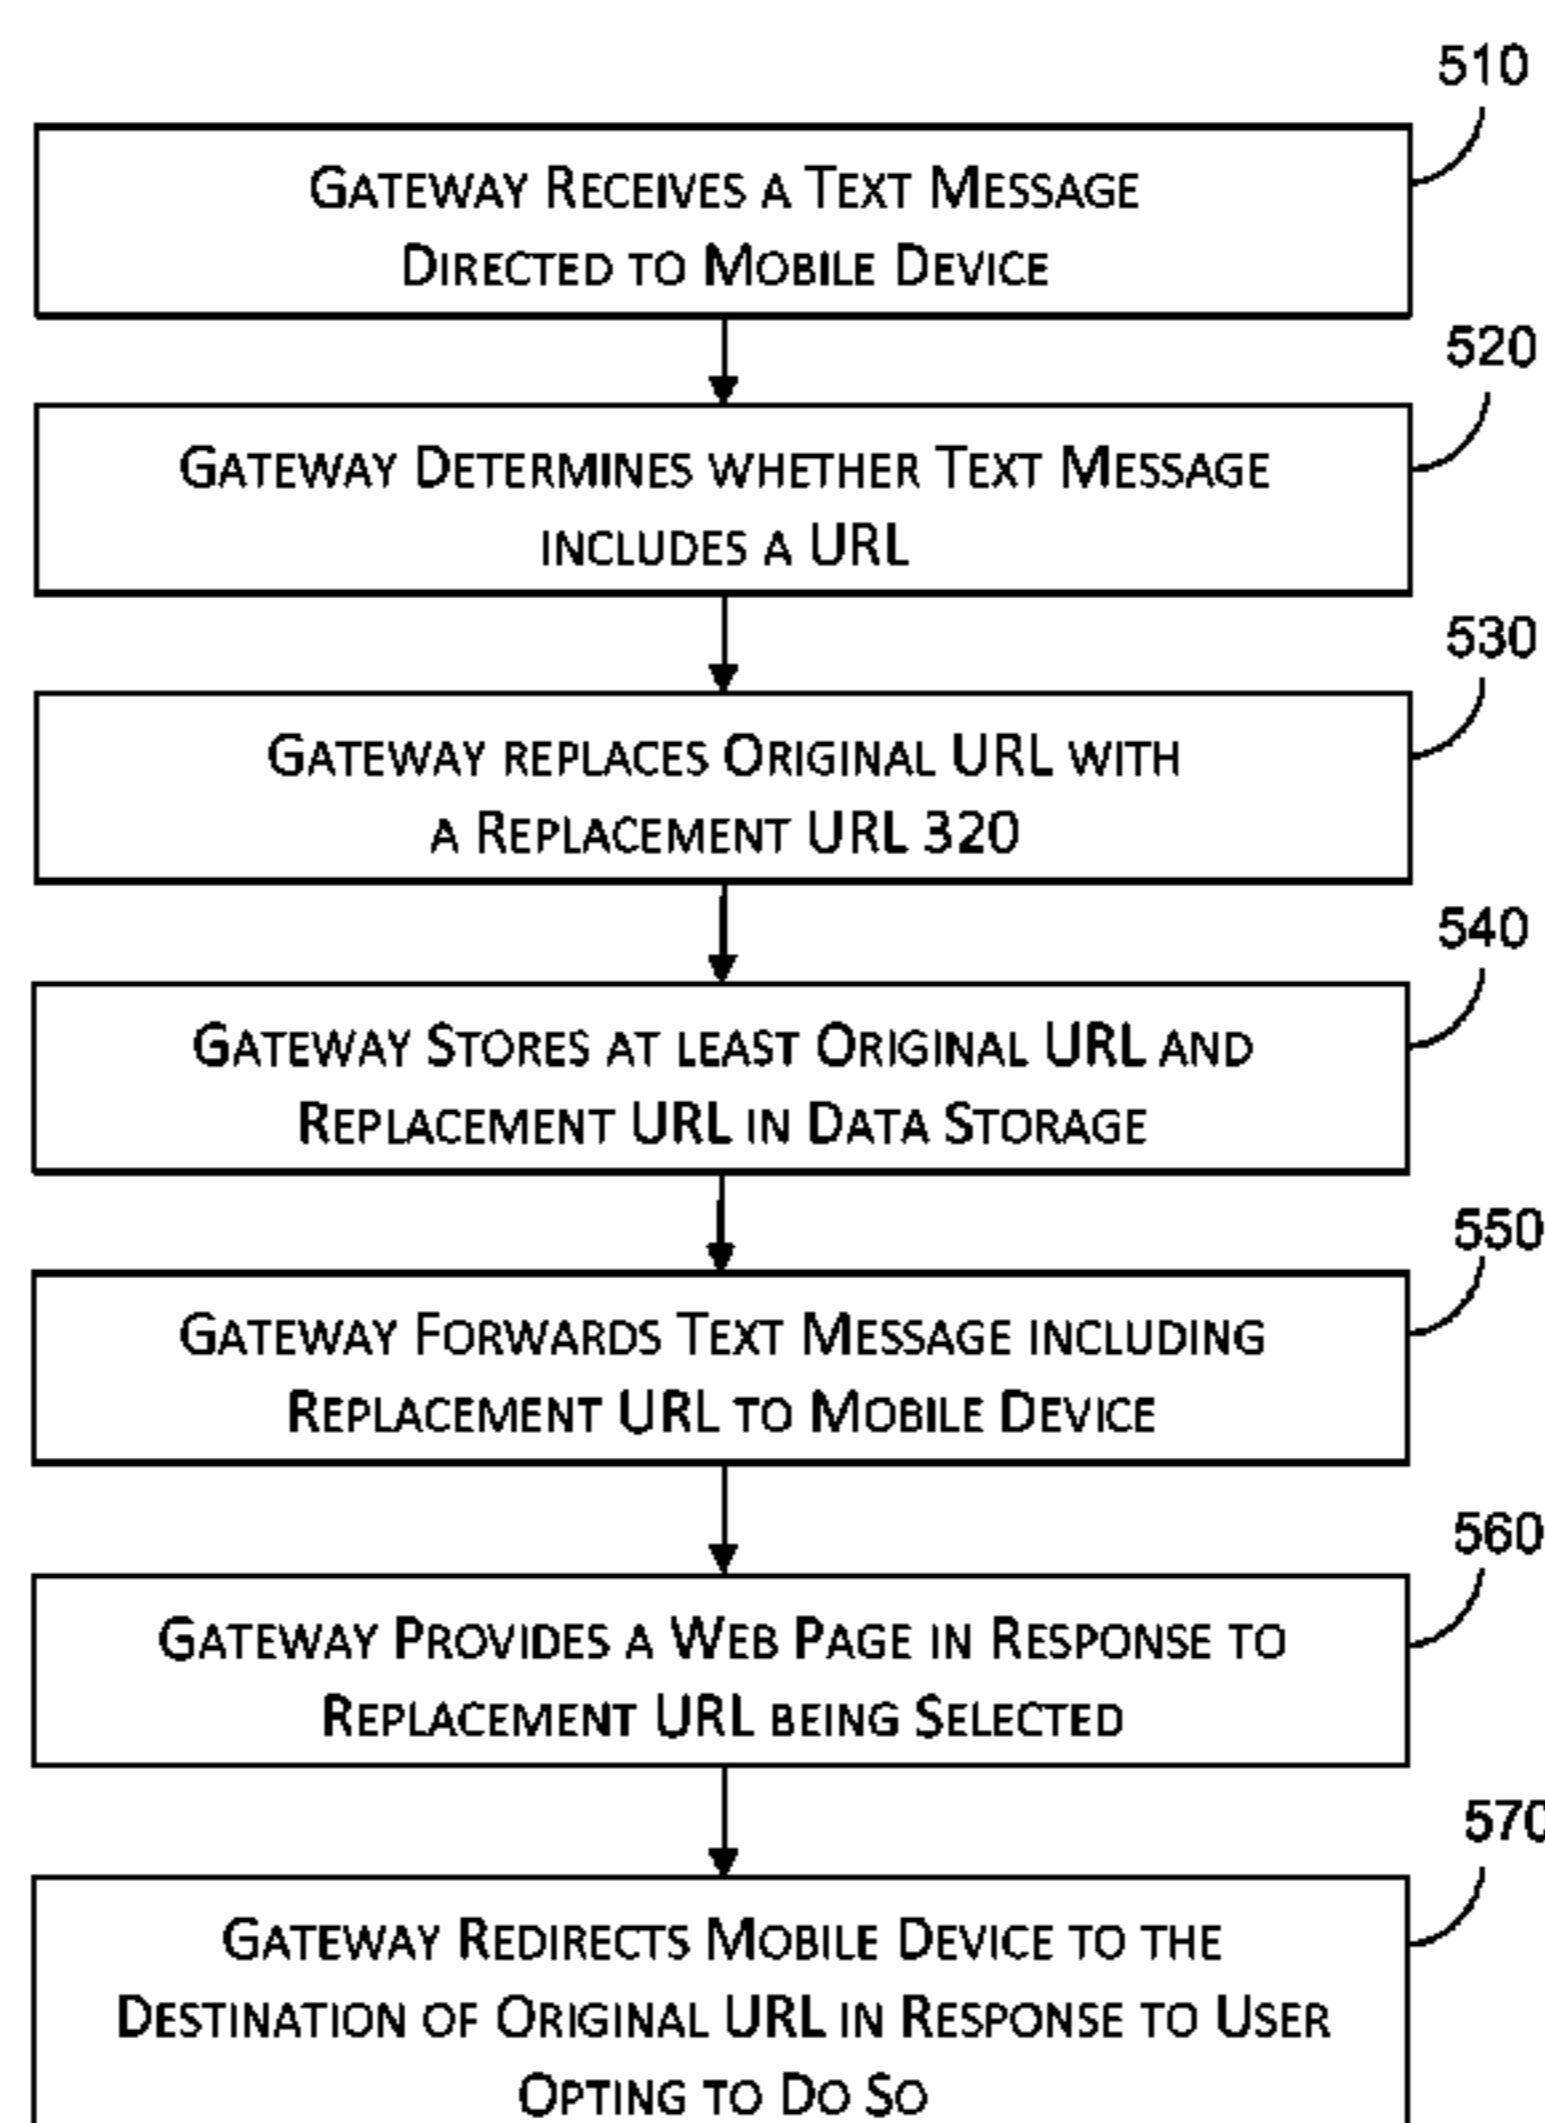 510
GATEWAY RECEIVES A TEXT MESSAGE
DIRECTED TO MOBILE DEVICE
520
GATEWAY DETERMINES WHETHER TEXT MESSAGE
INCLUDES A URL
530
GATEWAY REPLACES ORIGINAL URL WITH
A REPLACEMENT URL 320
540
GATEWAY STORES AT LEAST ORIGINAL URL AND
REPLACEMENT URL IN DATA STORAGE
550
GATEWAY FORWARDS TEXT MESSAGE INCLUDING
REPLACEMENT URL TO MOBILE DEVICE
560
GATEWAY PROVIDES A WEB PAGE IN RESPONSE TO
REPLACEMENT URL BEING SELECTED
570
GATEWAY REDIRECTS MOBILE DEVICE TO THE
DESTINATION OF ORIGINAL URL IN RESPONSE TO USER
OPTING TO DO SO